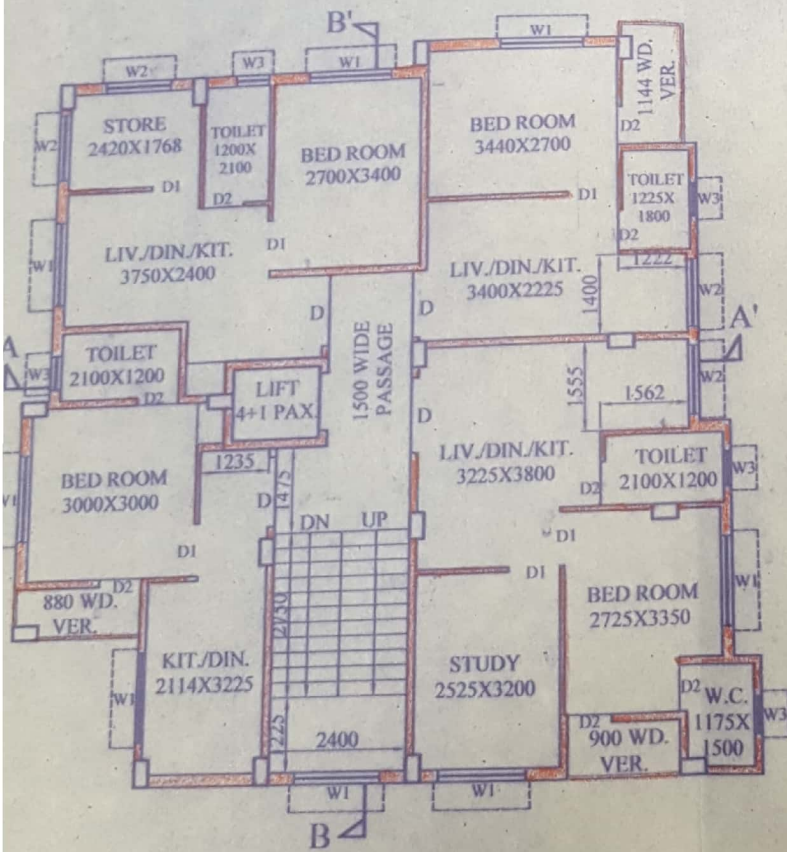 B'
W1
W2
W3
W1
1144 WD.
VER.
STORE
2420X1768
TOILET
1200X
2100
BED ROOM
2700X3400
BED ROOM
3440X2700
D2
W2
D1
D2
D1
TOILET
1225X
1800
W3
D2
W1
LIV./DIN./KIT.
3750X2400
D1
LIV./DIN./KIT.
3400X2225
1222
1400
W2
D
D
1500 WIDE
PASSAGE
A
A'
W3
TOILET
2100X1200
D2
LIFT
4+1 PAX.
D
1555
1562
W2
BED ROOM
3000X3000
1235
1475
D
LIV./DIN./KIT.
3225X3800
TOILET
2100X1200
W3
D2
DN
UP
D1
D1
D1
880 WD.
VER.
D2
BED ROOM
2725X3350
W1
KIT./DIN.
2114X3225
W1
STUDY
2525X3200
D2
W.C.
1175X
1500
W3
D2
900 WD.
VER.
2400
W1
W1
B